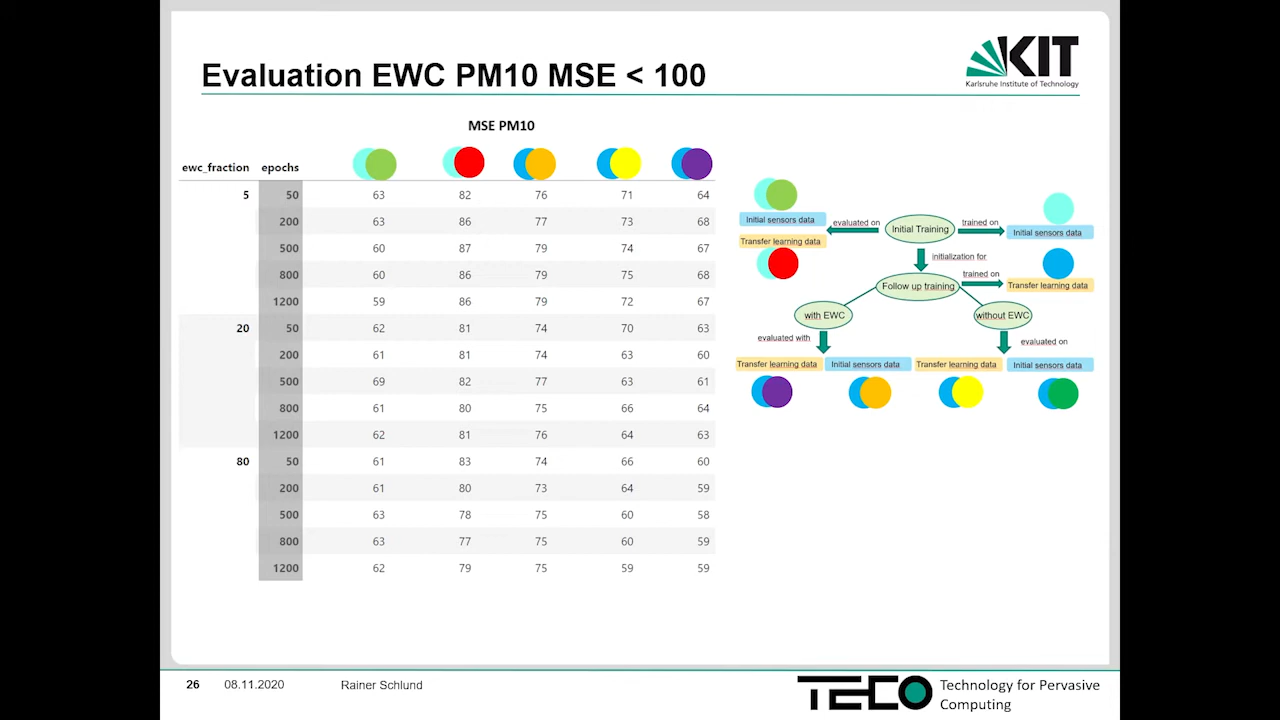 Evaluation EWC PM10 MSE < 100
KIT
Karlsruhe Institute of Technology
MSE PM10
ewc_fraction epochs
5 50 63 82 76 71 64
200 63 86 77 73 68
500 60 87 79 74 67
800 60 86 79 75 68
1200 59 86 79 72 67
20 50 62 81 74 70 63
200 61 81 74 63 60
500 69 82 77 63 61
800 61 80 75 66 64
1200 62 81 76 64 63
80 50 61 83 74 66 60
200 61 80 73 64 59
500 63 78 75 60 58
800 63 77 75 60 59
1200 62 79 75 59 59
Initial sensors data
Transfer learning data
evaluated on
Initial Training
trained on
Initial sensors data
initialization for
Follow up training
trained on
Transfer learning data
with EWC
without EWC
evaluated with
evaluated on
Transfer learning data
Initial sensors data
Transfer learning data
Initial sensors data
26 08.11.2020 Rainer Schlund
TECO
Technology for Pervasive
Computing